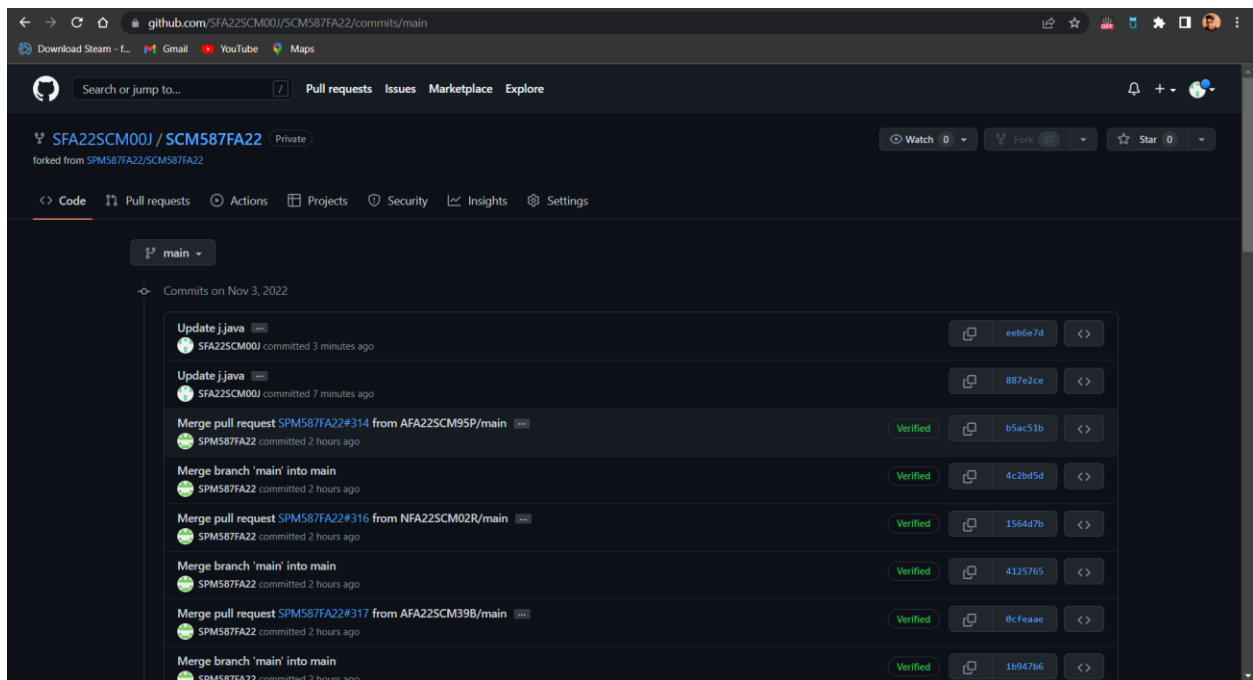 github.com/SFA22SCM00J/SCM587FA22/commits/main
OFF
Download Steam - f... Gmail YouTube Maps
Search or jump to... / Pull requests Issues Marketplace Explore
SFA22SCM00J / SCM587FA22 Private
Watch 0 Fork 87 Star 0
forked from SPM587FA22/SCM587FA22
<> Code Pull requests Actions Projects Security Insights Settings
main
Commits on Nov 3, 2022
Update j.java ...
SFA22SCM00J committed 3 minutes ago
eeb6e7d <>
Update j.java ...
SFA22SCM00J committed 7 minutes ago
887e2ce <>
Merge pull request SPM587FA22#314 from AFA22SCM95P/main ...
SPM587FA22 committed 2 hours ago
Verified b5ac51b <>
Merge branch 'main' into main
SPM587FA22 committed 2 hours ago
Verified 4c2bd5d <>
Merge pull request SPM587FA22#316 from NFA22SCM02R/main ...
SPM587FA22 committed 2 hours ago
Verified 1564d7b <>
Merge branch 'main' into main
SPM587FA22 committed 2 hours ago
Verified 4125765 <>
Merge pull request SPM587FA22#317 from AFA22SCM39B/main ...
SPM587FA22 committed 2 hours ago
Verified 0cfeaae <>
Merge branch 'main' into main
SPM587FA22 committed 2 hours ago
Verified 1b947b6 <>